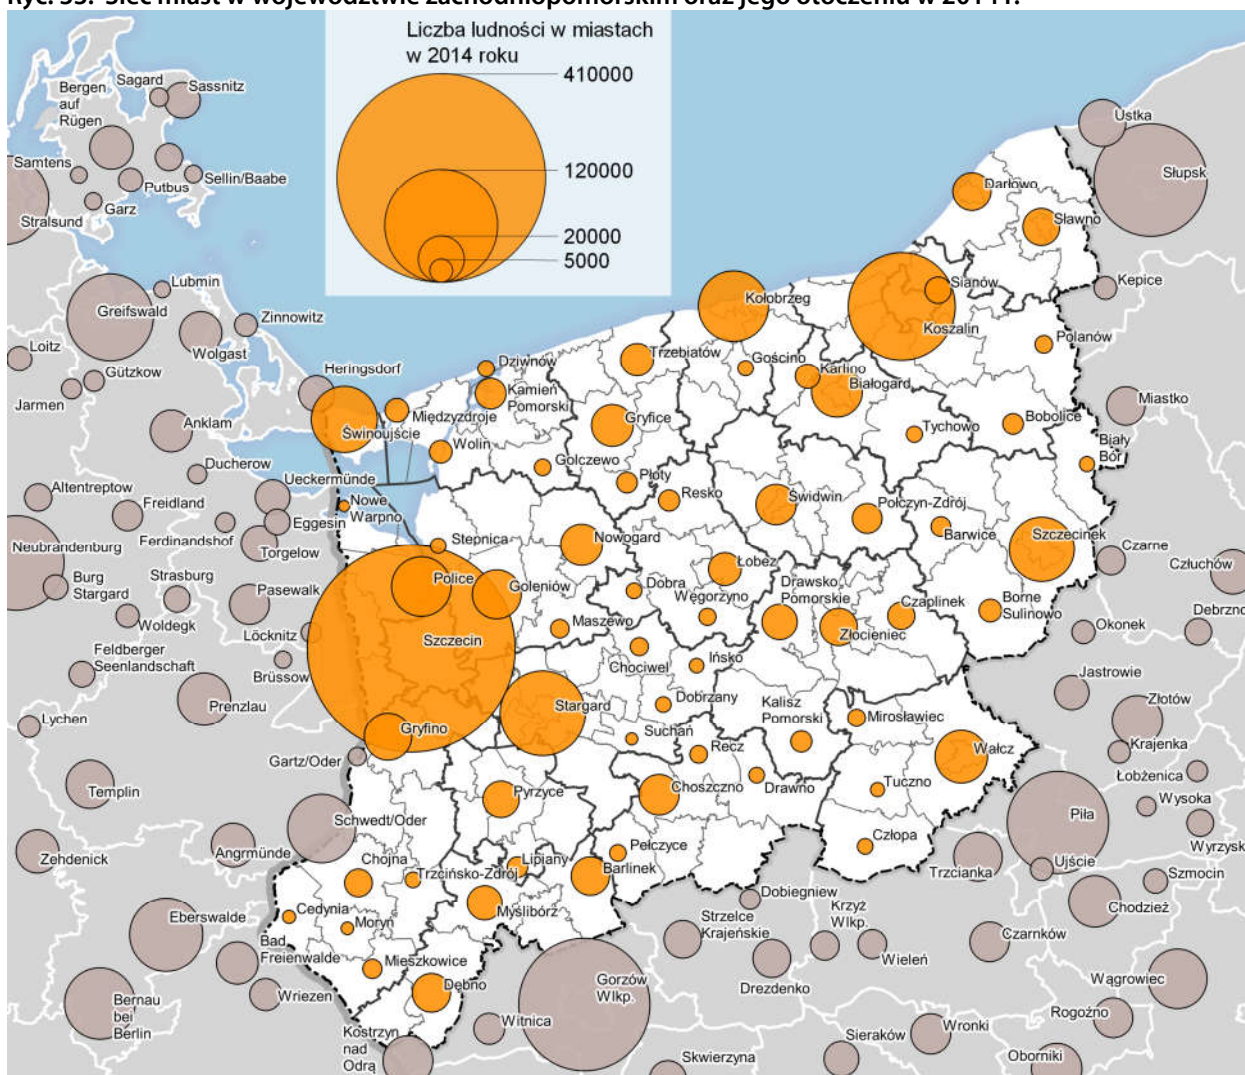 Ryc. 33. Sieć miast w województwie zachodniopomorskim oraz jego otoczeniu w 2014 r.
Liczba ludności w miastach
w 2014 roku
410000
120000
20000
5000
Bergen
auf
Rügen
Sagard
Sassnitz
Samtens
Putbus
Sellin/Baabe
Garz
Stralsund
Ustka
Słupsk
Darłowo
Sławno
Lubmin
Greifswald
Zinnowitz
Wolgast
Loitz
Gützkow
Jarmen
Heringsdorf
Anklam
Kołobrzeg
Sianów
Koszalin
Kępice
Polanów
Trzebiatów
Gościno
Karlino
Białogard
Dziwnów
Kamień
Pomorski
Międzyzdroje
Świnoujście
Wolin
Gryfice
Golczewo
Płoty
Resko
Tychowo
Bobolice
Miastko
Biały
Bór
Ducherow
Altentreptow
Freidland
Ueckermünde
Nowe
Warpno
Eggesin
Ferdinandshof
Torgelow
Neubrandenburg
Stepnica
Nowogard
Świdwin
Połczyn-Zdrój
Barwice
Szczecinek
Czarne
Człuchów
Burg
Stargard
Strasburg
Pasewalk
Woldegk
Löcknitz
Police
Goleniów
Łobez
Dobra
Węgorzyno
Drawsko
Pomorskie
Czaplinek
Borne
Sulinowo
Debrzno
Okonek
Złocieniec
Maszewo
Szczecin
Feldberger
Seenlandschaft
Brüssow
Chociwel
Ińsko
Dobrzany
Kalisz
Pomorski
Mirosławiec
Jastrowie
Złotów
Prenzlau
Lychen
Stargard
Gryfino
Suchań
Recz
Wałcz
Krajenka
Łobżenica
Gartz/Oder
Templin
Pyrzyce
Choszczno
Drawno
Tuczno
Piła
Wysoka
Wyrzysk
Schwedt/Oder
Zehdenick
Angrmünde
Chojna
Trzcińsko-Zdrój
Lipiany
Pełczyce
Barlinek
Człopa
Trzcianka
Ujście
Szmocin
Chodzież
Cedynia
Moryń
Myślibórz
Dobiegniew
Eberswalde
Bad
Freienwalde
Strzelce
Krajeńskie
Krzyż
Wlkp.
Wieleń
Czarnków
Mieszkowice
Dębno
Gorzów
Wlkp.
Drezdenko
Wągrowiec
Wriezen
Bernau
bei
Berlin
Kostrzyn
nad
Odrą
Witnica
Skwierzyna
Sieraków
Wronki
Rogoźno
Oborniki